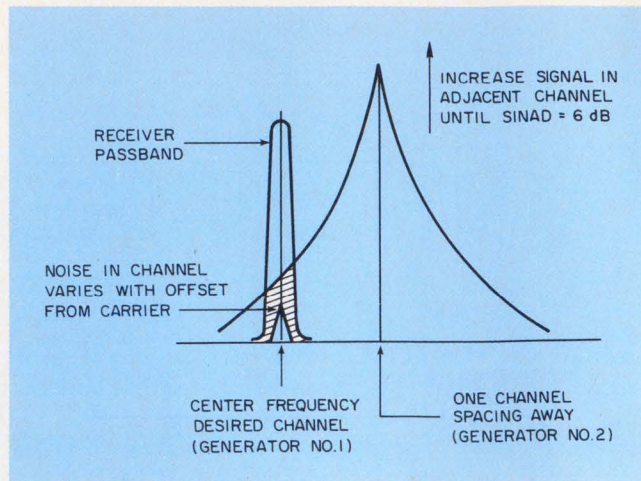 INCREASE SIGNAL IN
ADJACENT CHANNEL
UNTIL SINAD = 6 dB
RECEIVER
PASSBAND
NOISE IN CHANNEL
VARIES WITH OFFSET
FROM CARRIER
CENTER FREQUENCY
DESIRED CHANNEL
(GENERATOR NO.1)
ONE CHANNEL
SPACING AWAY
(GENERATOR NO.2)